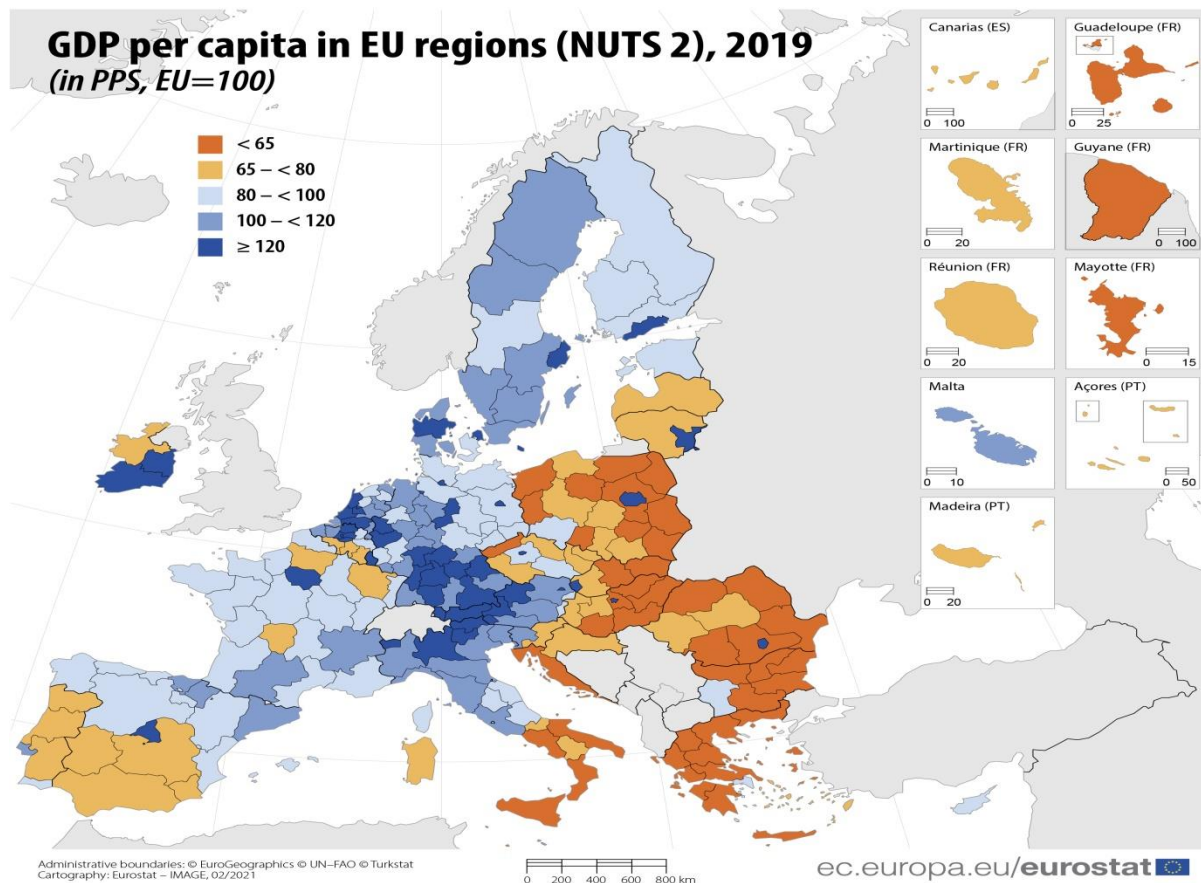 GDP per capita in EU regions (NUTS 2), 2019
(in PPS, EU=100)
< 65
65 – < 80
80 – < 100
100 – < 120
≥ 120
Canarias (ES)
0 100
Guadeloupe (FR)
0 25
Martinique (FR)
0 20
Guyane (FR)
0 100
Réunion (FR)
0 20
Mayotte (FR)
0 15
Malta
0 10
Açores (PT)
0 50
Madeira (PT)
0 20
Administrative boundaries: © EuroGeographics © UN–FAO © Turkstat
Cartography: Eurostat – IMAGE, 02/2021
0 200 400 600 800 km
ec.europa.eu/eurostat